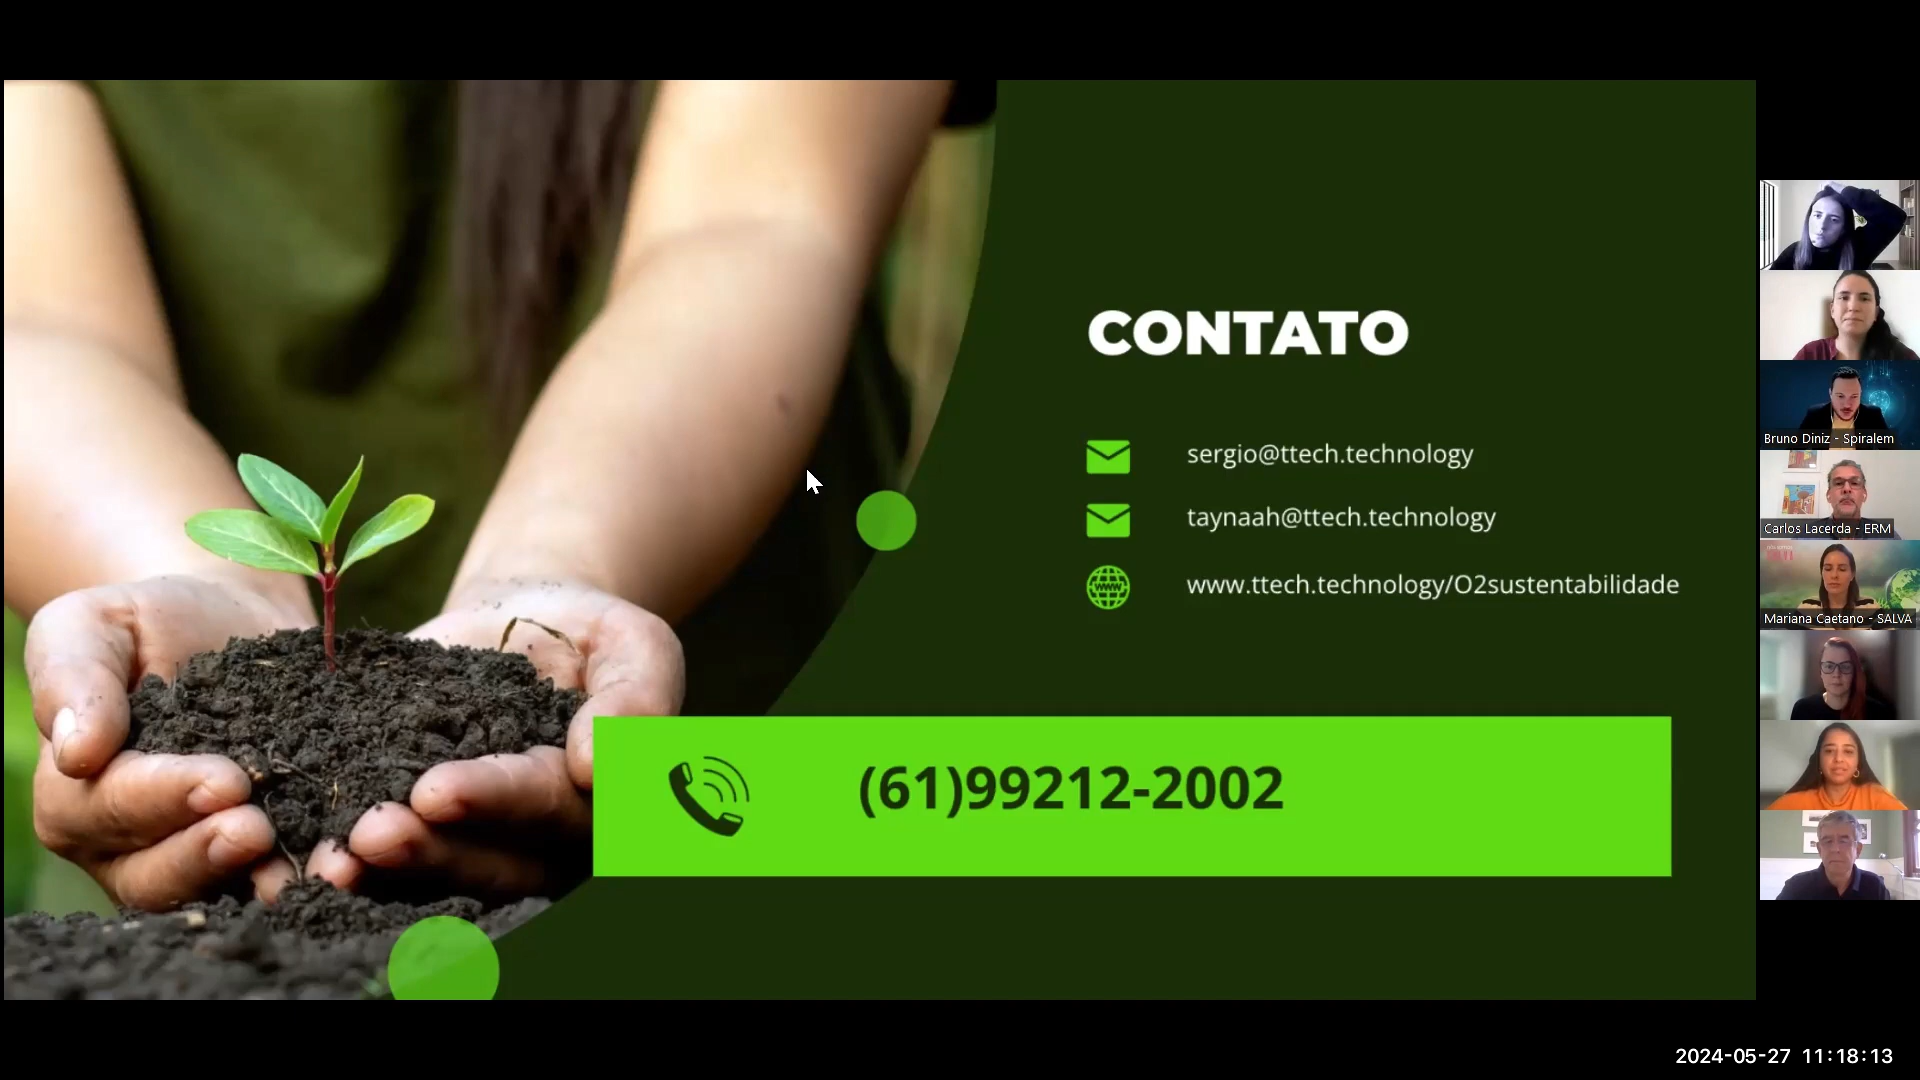 CONTATO
sergio@ttech.technology
taynaah@ttech.technology
www.ttech.technology/O2sustentabilidade
(61)99212-2002
Bruno Diniz - Spiralem
Carlos Lacerda - ERM
Mariana Caetano - SALVA
2024-05-27 11:18:13